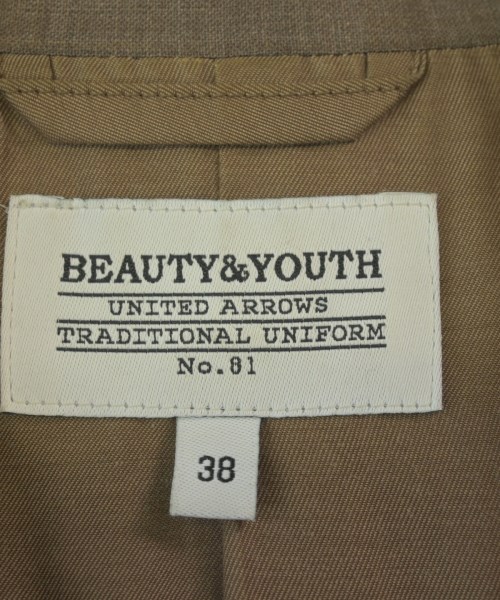 BEAUTY&YOUTH
UNITED ARROWS
TRADITIONAL UNIFORM
No.81
38